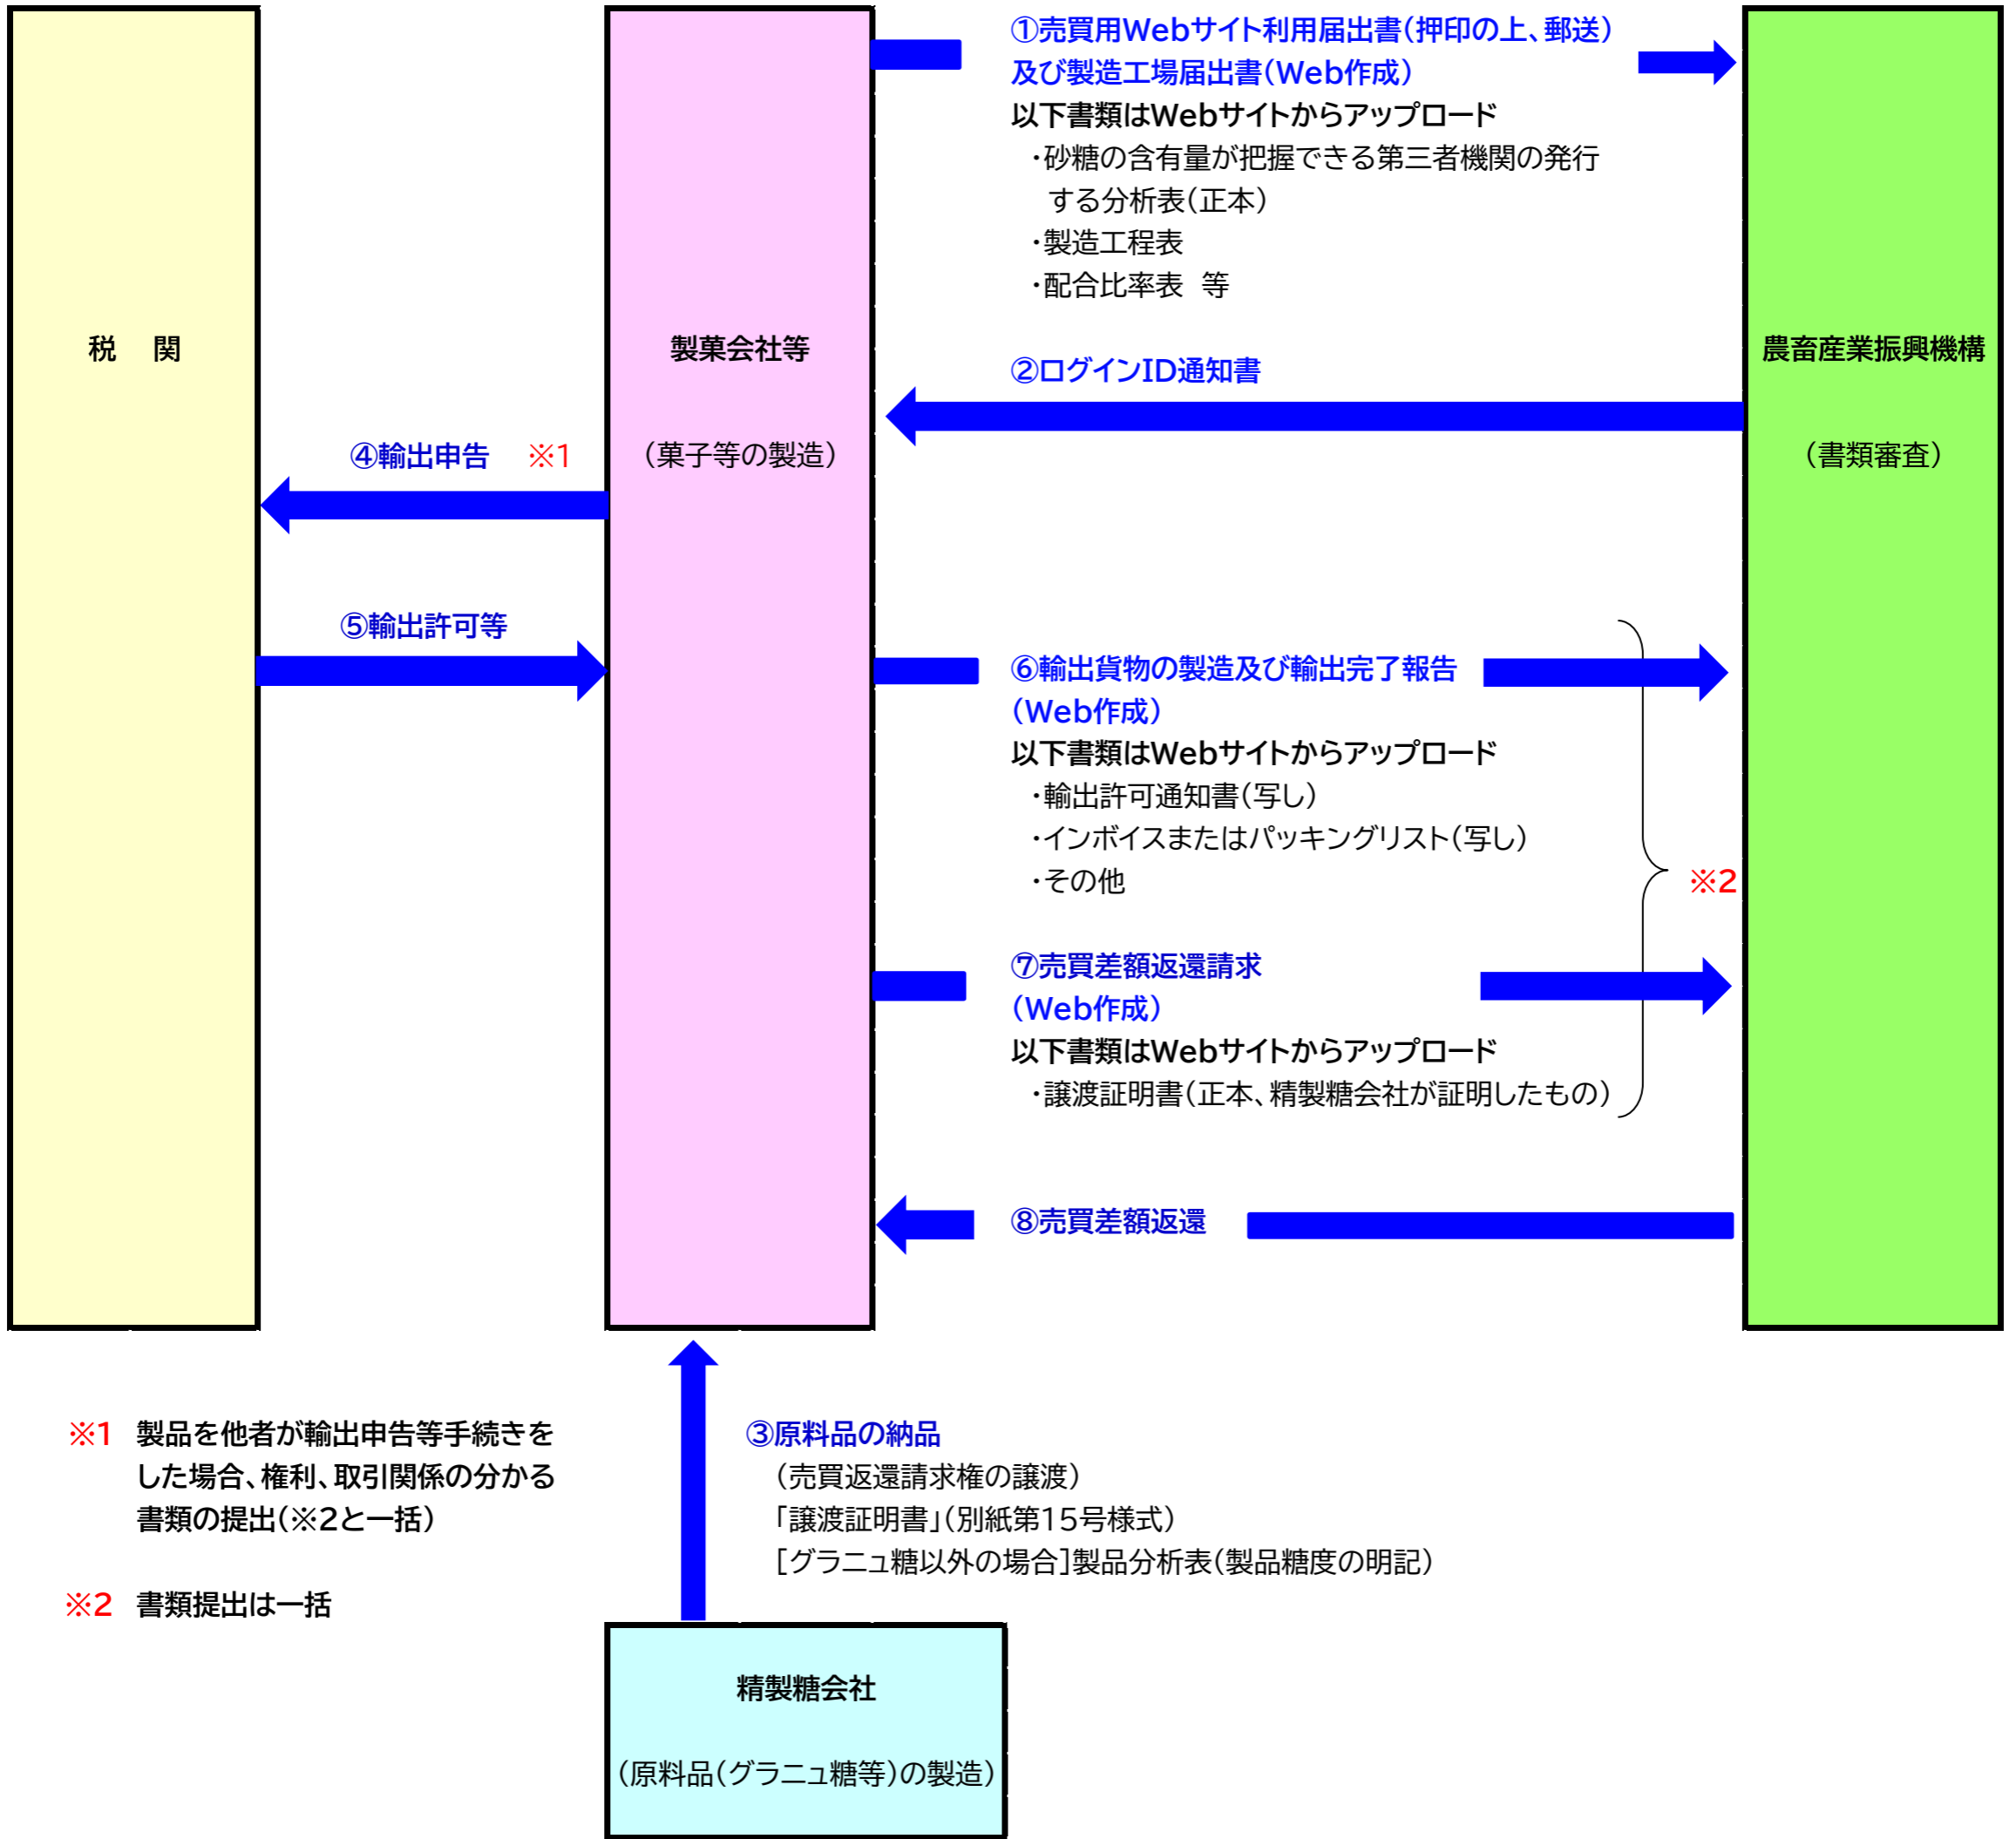 ①売買用Webサイト利用届出書(押印の上、郵送)
及び製造工場届出書(Web作成)
以下書類はWebサイトからアップロード
・砂糖の含有量が把握できる第三者機関の発行
する分析表(正本)
・製造工程表
・配合比率表 等
税 関
製菓会社等
農畜産業振興機構
②ログインID通知書
④輸出申告 ※1
(菓子等の製造)
(書類審査)
⑤輸出許可等
⑥輸出貨物の製造及び輸出完了報告
(Web作成)
以下書類はWebサイトからアップロード
・輸出許可通知書(写し)
・インボイスまたはパッキングリスト(写し)
・その他
※2
⑦売買差額返還請求
(Web作成)
以下書類はWebサイトからアップロード
・譲渡証明書(正本、精製糖会社が証明したもの)
⑧売買差額返還
※1 製品を他者が輸出申告等手続きを
した場合、権利、取引関係の分かる
書類の提出(※2と一括)
※2 書類提出は一括
③原料品の納品
(売買返還請求権の譲渡)
「譲渡証明書」(別紙第15号様式)
[グラニュ糖以外の場合]製品分析表(製品糖度の明記)
精製糖会社
(原料品(グラニュ糖等)の製造)